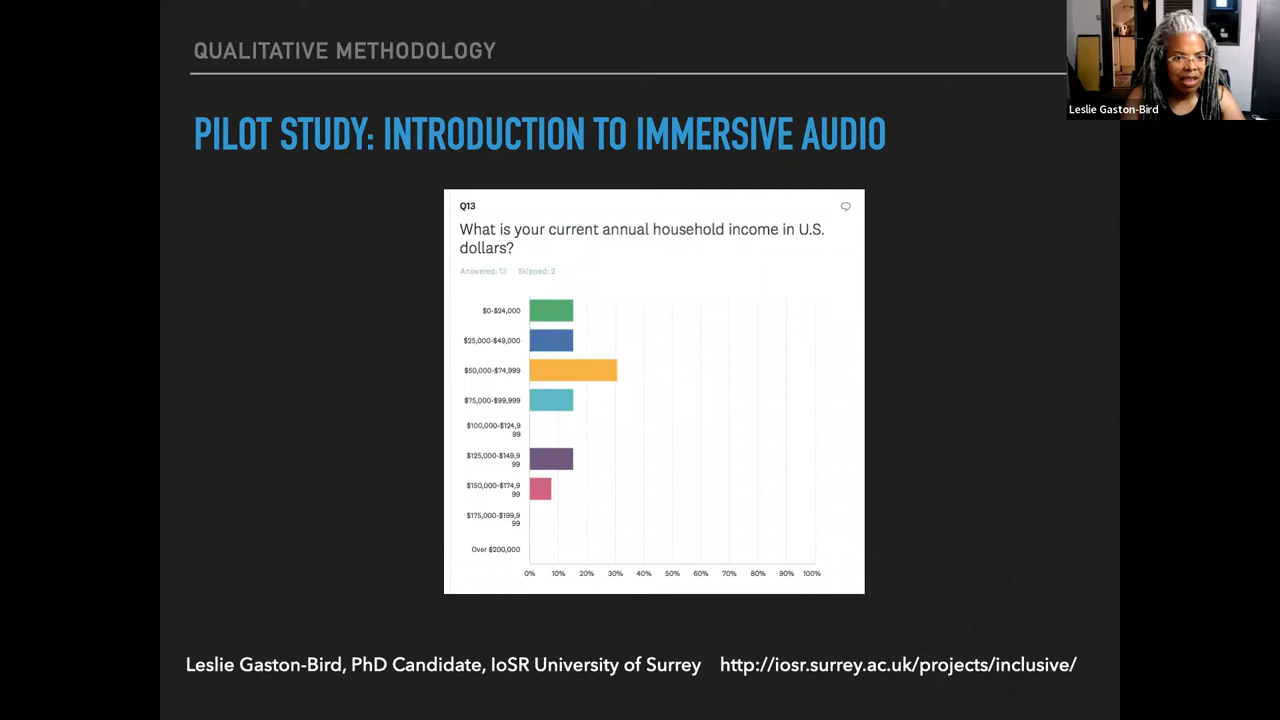 QUALITATIVE METHODOLOGY
Leslie Gaston-Bird
PILOT STUDY: INTRODUCTION TO IMMERSIVE AUDIO
Q13
What is your current annual household income in U.S.
dollars?
Answered: 13 Skipped: 2
$0-$24,000
$25,000-$49,000
$50,000-$74,999
$75,000-$99,999
$100,000-$124,9
99
$125,000-$149,9
99
$150,000-$174,9
99
$175,000-$199,9
99
Over $200,000
0% 10% 20% 30% 40% 50% 60% 70% 80% 90% 100%
Leslie Gaston-Bird, PhD Candidate, IoSR University of Surrey http://iosr.surrey.ac.uk/projects/inclusive/